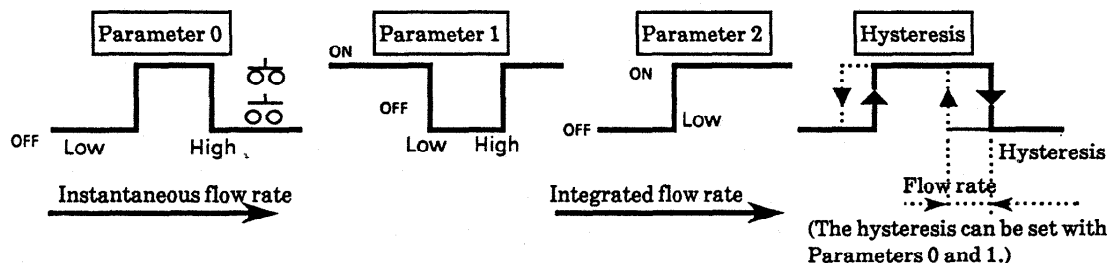 Parameter 0
Parameter 1
Parameter 2
Hysteresis
ON
ON
OFF
OFF
OFF
Low
High
Low
High
Low
Hysteresis
Instantaneous flow rate
Integrated flow rate
Flow rate
(The hysteresis can be set with
Parameters 0 and 1.)